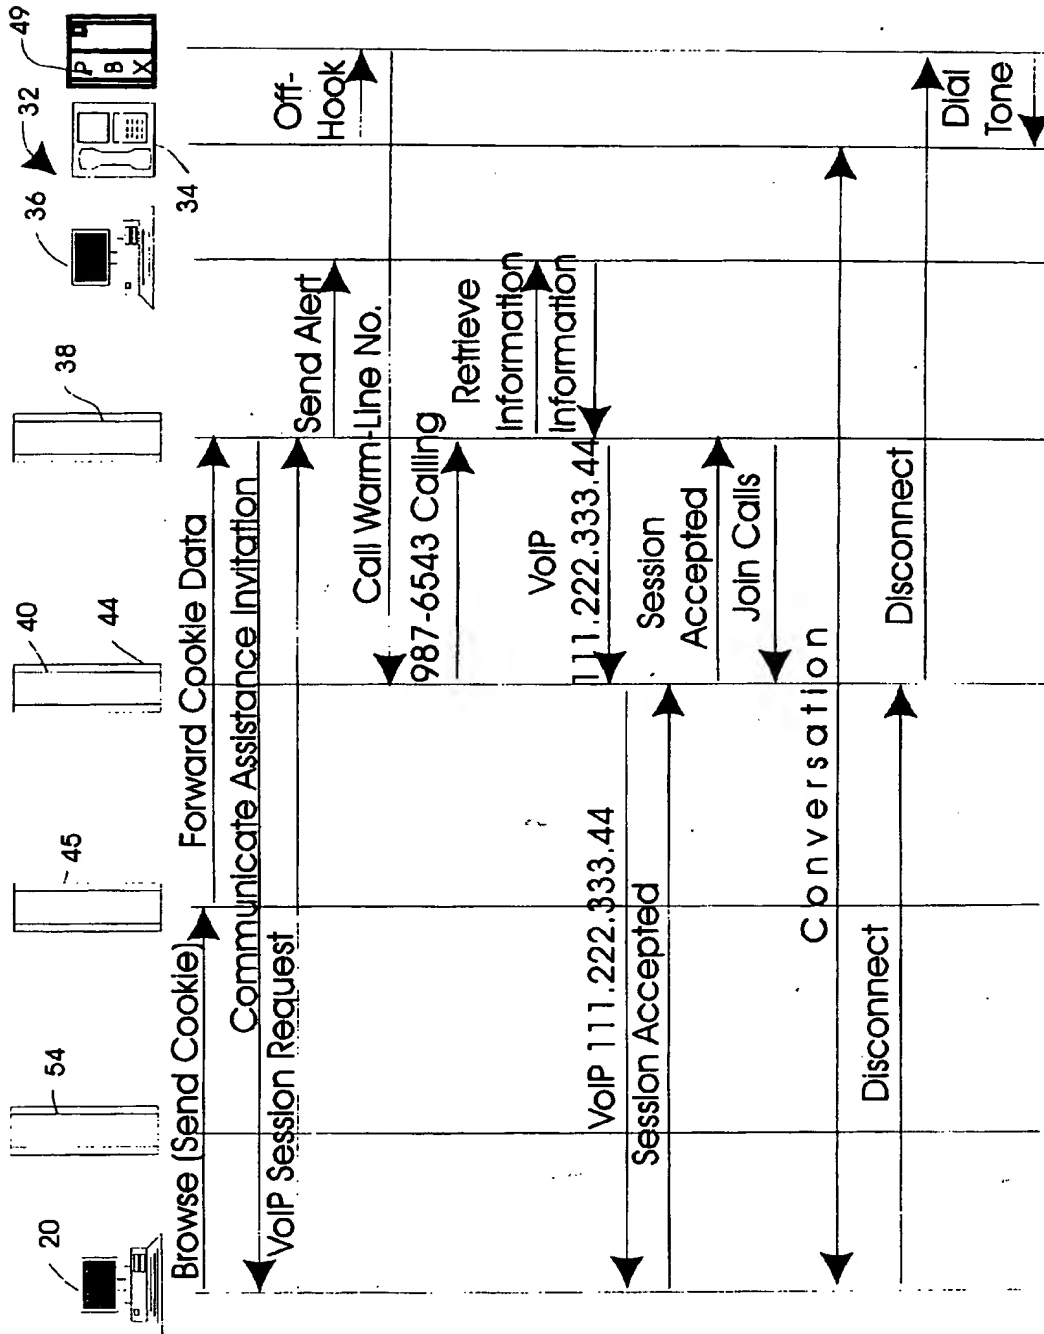 20
54
45
40
44
38
36
32
34
49
P
B
X
Browse (Send Cookie)
Forward Cookie Data
Communicate Assistance Invitation
VoIP Session Request
Send Alert
Off-
Hook
Call Warm-Line No.
987-6543 Calling
Retrieve
Information
Information
VoIP
111.222.333.44
VoIP 111.222.333.44
Session Accepted
Session
Accepted
Join Calls
Conversation
Disconnect
Disconnect
Dial
Tone